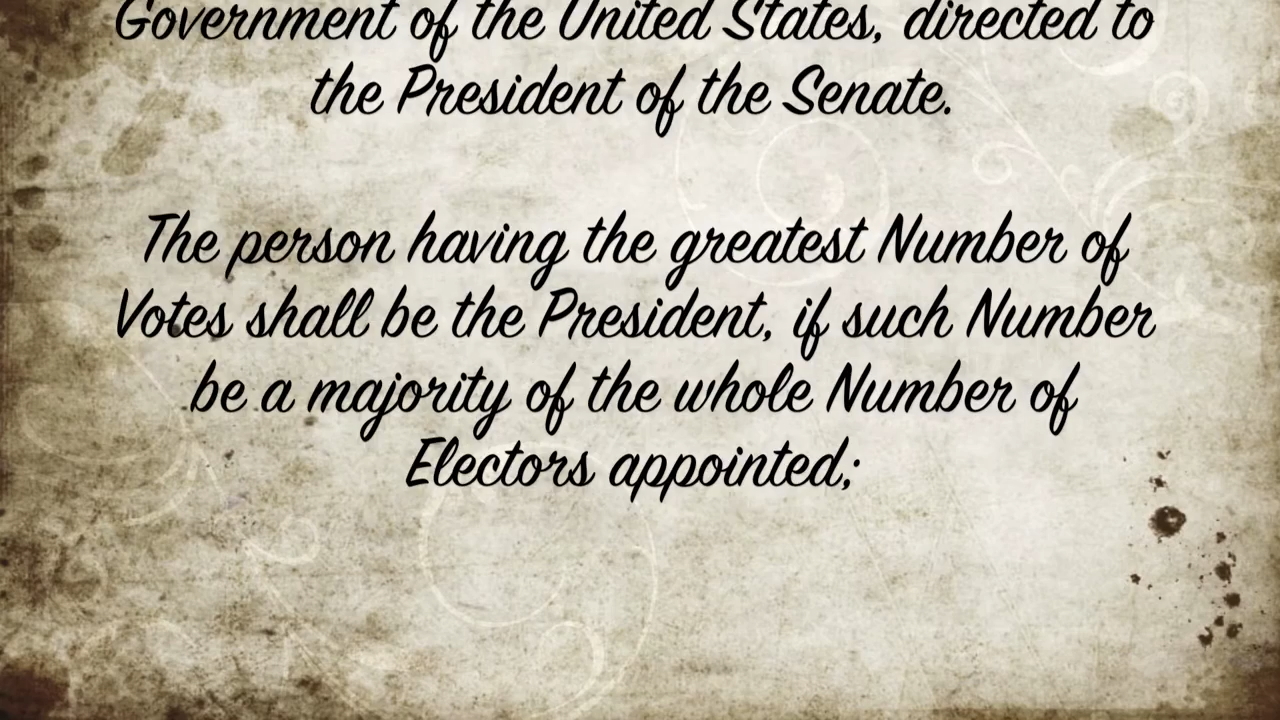 Government of the United States, directed to
the President of the Senate.
The person having the greatest Number of
Votes shall be the President, if such Number
be a majority of the whole Number of
Electors appointed;